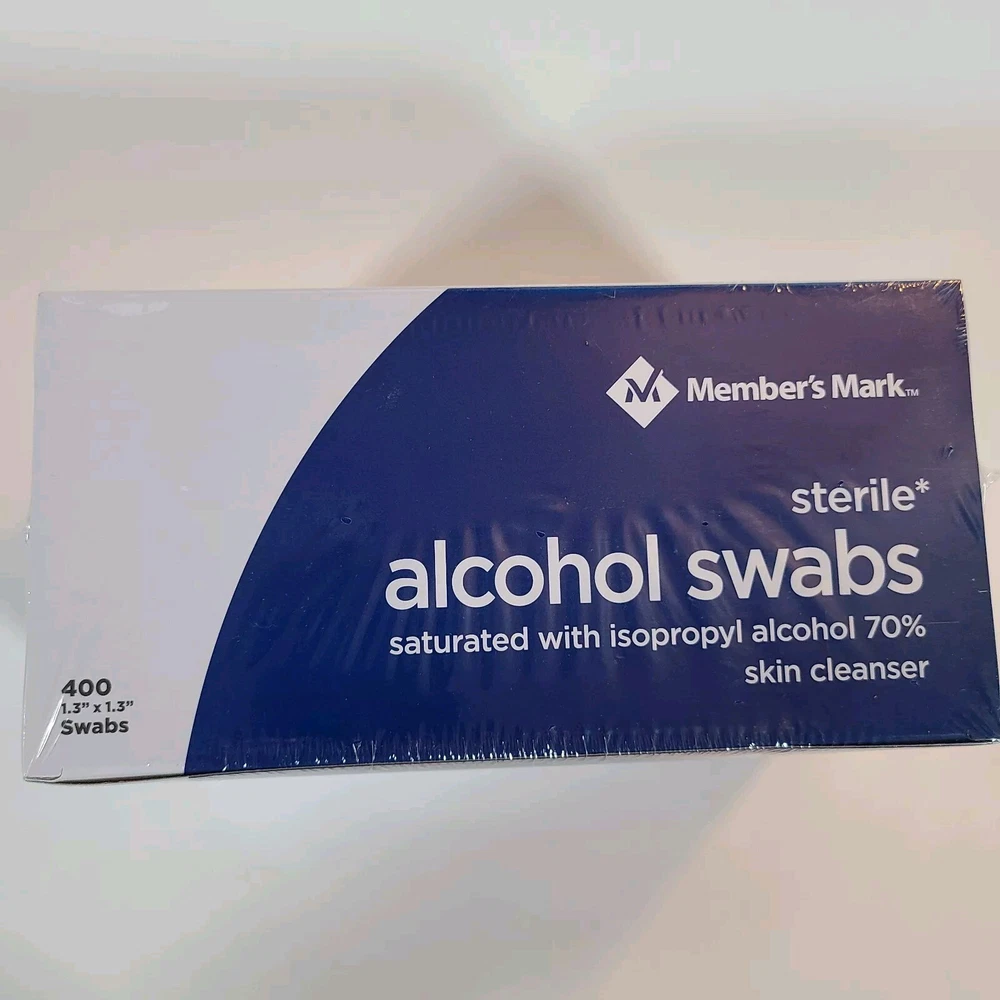 Member's Mark™
sterile*
alcohol swabs
saturated with isopropyl alcohol 70%
skin cleanser
400
1.3" x 1.3"
Swabs